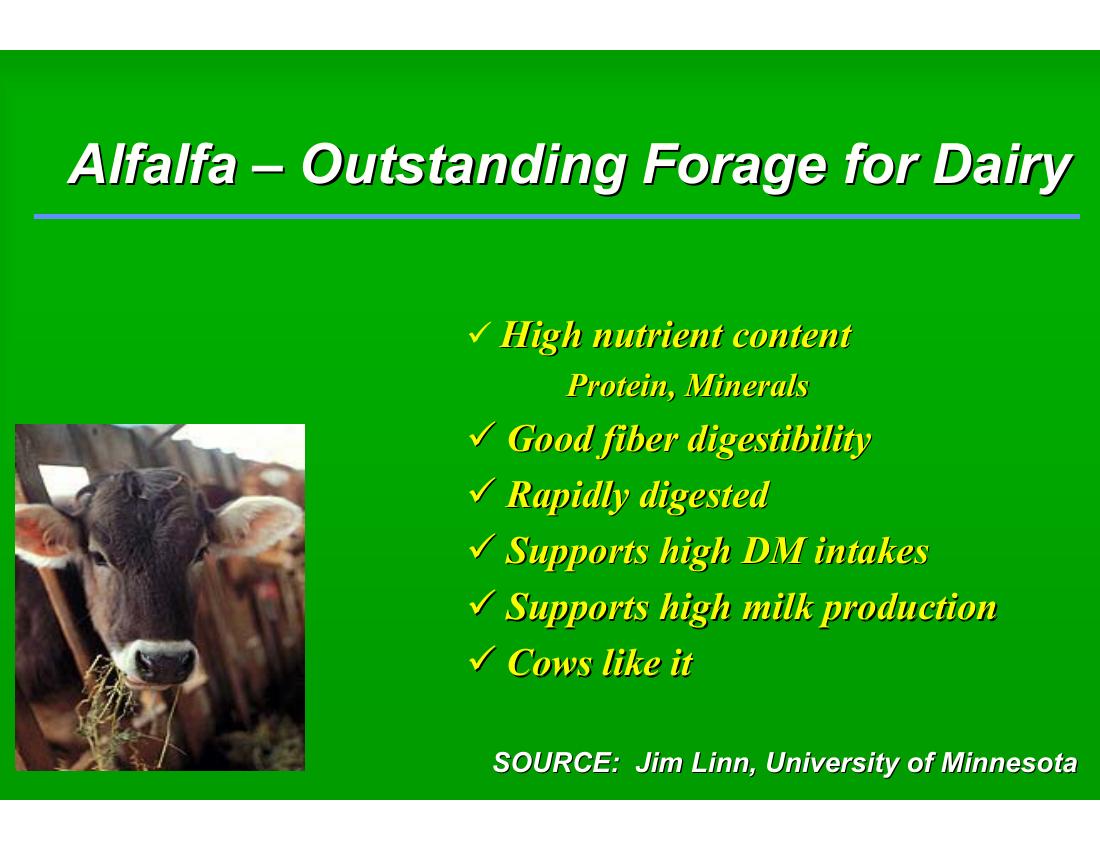 Alfalfa – Outstanding Forage for Dairy
✓ High nutrient content
Protein, Minerals
✓ Good fiber digestibility
✓ Rapidly digested
✓ Supports high DM intakes
✓ Supports high milk production
✓ Cows like it
SOURCE: Jim Linn, University of Minnesota